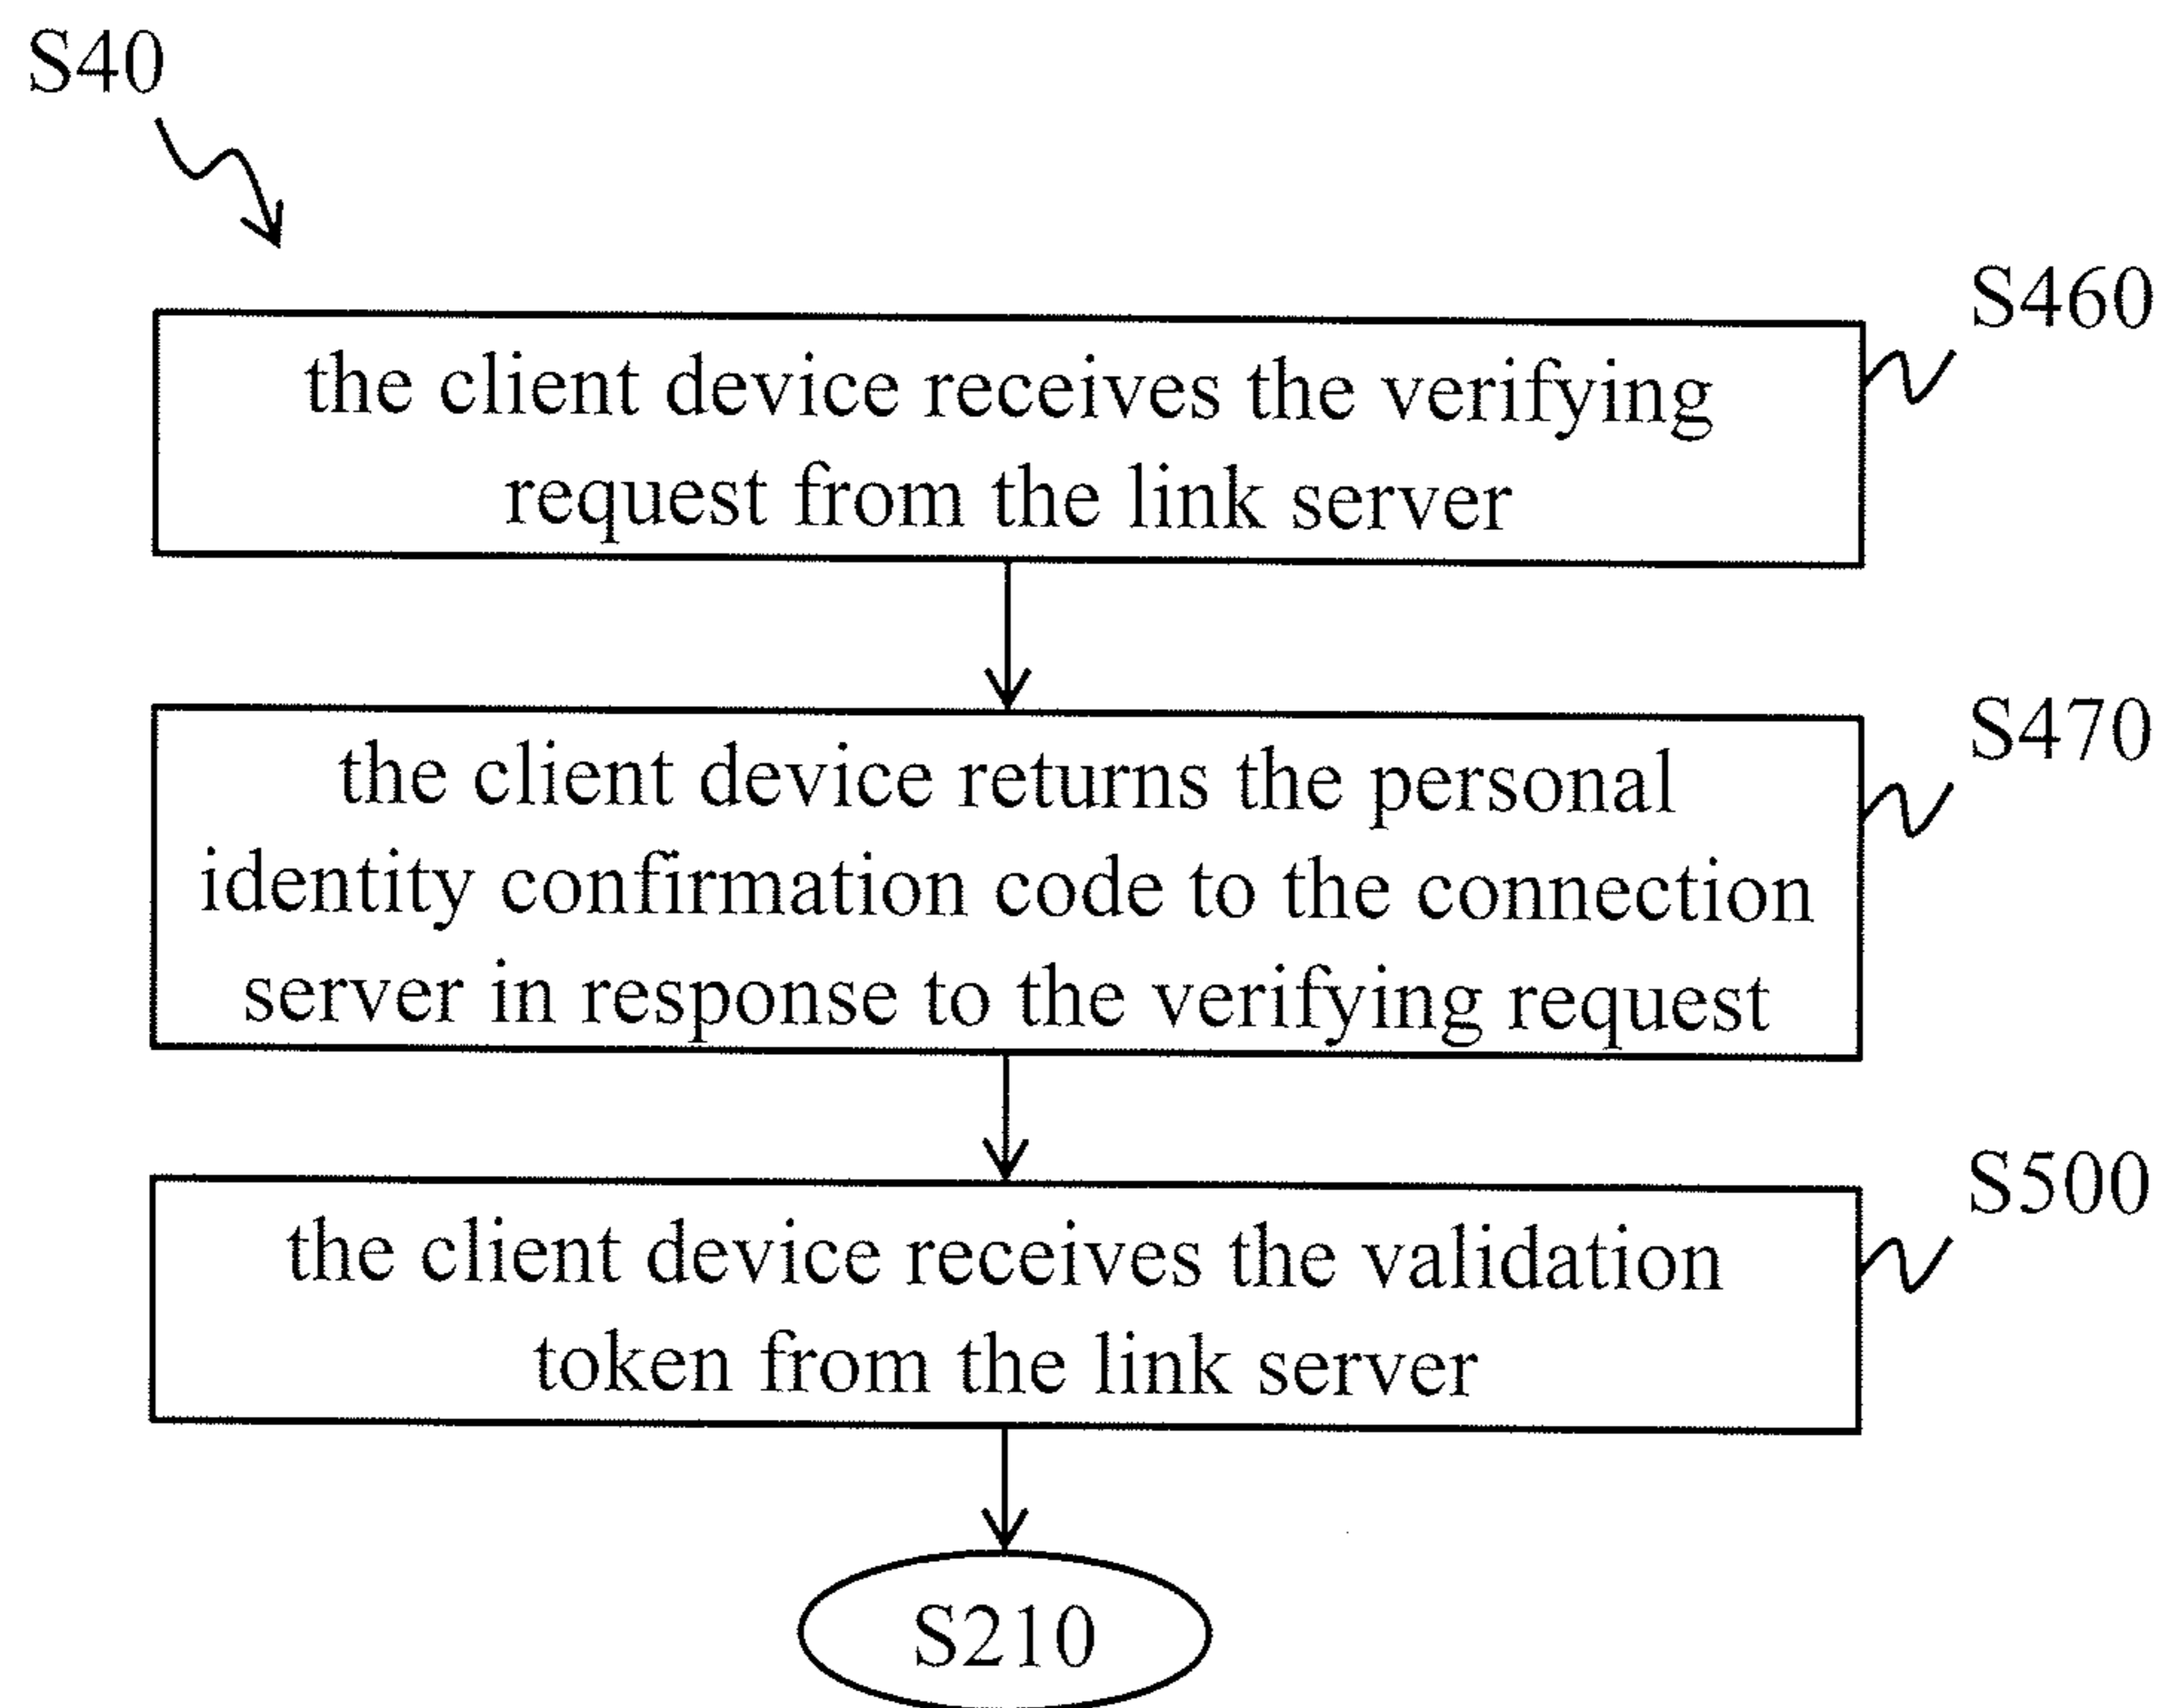 S40
S460
the client device receives the verifying
request from the link server
S470
the client device returns the personal
identity confirmation code to the connection
server in response to the verifying request
S500
the client device receives the validation
token from the link server
S210